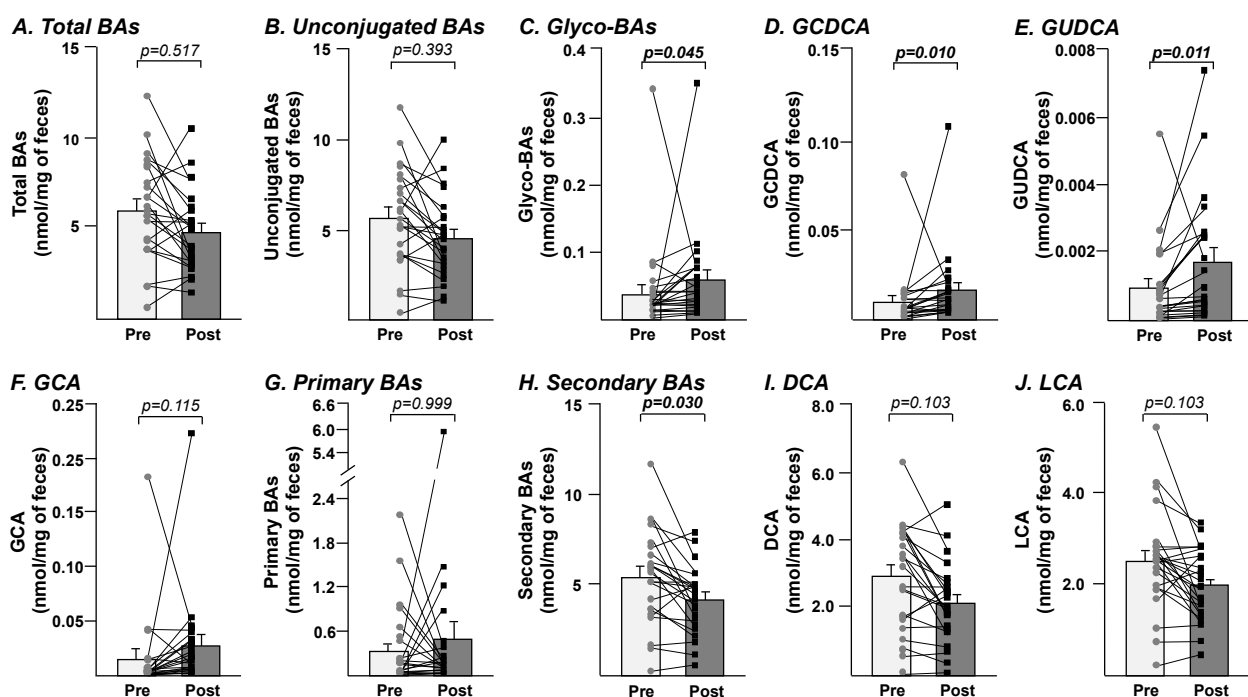 A. Total BAs
p=0.517
Total BAs
(nmol/mg of feces)
15
10
5
Pre Post
B. Unconjugated BAs
p=0.393
Unconjugated BAs
(nmol/mg of feces)
15
10
5
Pre Post
C. Glyco-BAs
p=0.045
Glyco-BAs
(nmol/mg of feces)
0.4
0.3
0.2
0.1
Pre Post
D. GCDCA
p=0.010
GCDCA
(nmol/mg of feces)
0.15
0.10
0.05
Pre Post
E. GUDCA
p=0.011
GUDCA
(nmol/mg of feces)
0.008
0.006
0.004
0.002
Pre Post
F. GCA
p=0.115
GCA
(nmol/mg of feces)
0.25
0.25
0.15
0.10
0.05
Pre Post
G. Primary BAs
p=0.999
Primary BAs
(nmol/mg of feces)
6.6
6.0
5.4
2.4
1.8
1.2
0.6
Pre Post
H. Secondary BAs
p=0.030
Secondary BAs
(nmol/mg of feces)
15
10
5
Pre Post
I. DCA
p=0.103
DCA
(nmol/mg of feces)
8.0
6.0
4.0
2.0
Pre Post
J. LCA
p=0.103
LCA
(nmol/mg of feces)
6.0
4.0
2.0
Pre Post